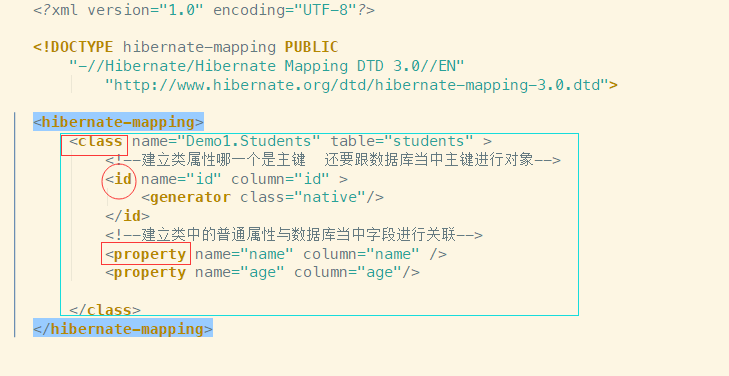 <?xml version="1.0" encoding="UTF-8"?>
<!DOCTYPE hibernate-mapping PUBLIC
"-//Hibernate/Hibernate Mapping DTD 3.0//EN"
"http://www.hibernate.org/dtd/hibernate-mapping-3.0.dtd">
<hibernate-mapping>
<class name="Demo1.Students" table="students" >
<!--建立类属性哪一个是主键  还要跟数据库当中主键进行对象-->
<id name="id" column="id" >
<generator class="native"/>
</id>
<!--建立类中的普通属性与数据库当中字段进行关联-->
<property name="name" column="name" />
<property name="age" column="age"/>
</class>
</hibernate-mapping>